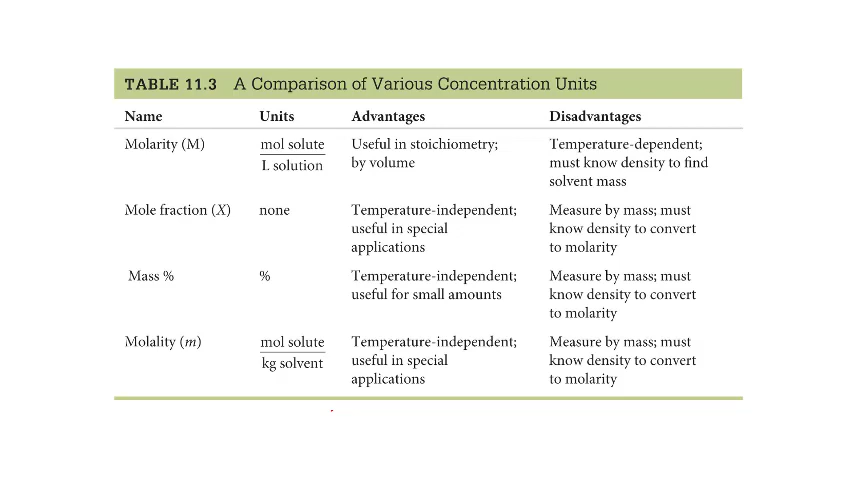 TABLE 11.3 A Comparison of Various Concentration Units
Name Units Advantages Disadvantages
Molarity (M) mol solute Useful in stoichiometry; Temperature-dependent;
L solution by volume must know density to find
solvent mass
Mole fraction (X) none Temperature-independent; Measure by mass; must
useful in special know density to convert
applications to molarity
Mass % % Temperature-independent; Measure by mass; must
useful for small amounts know density to convert
to molarity
Molality (m) mol solute Temperature-independent; Measure by mass; must
kg solvent useful in special know density to convert
applications to molarity